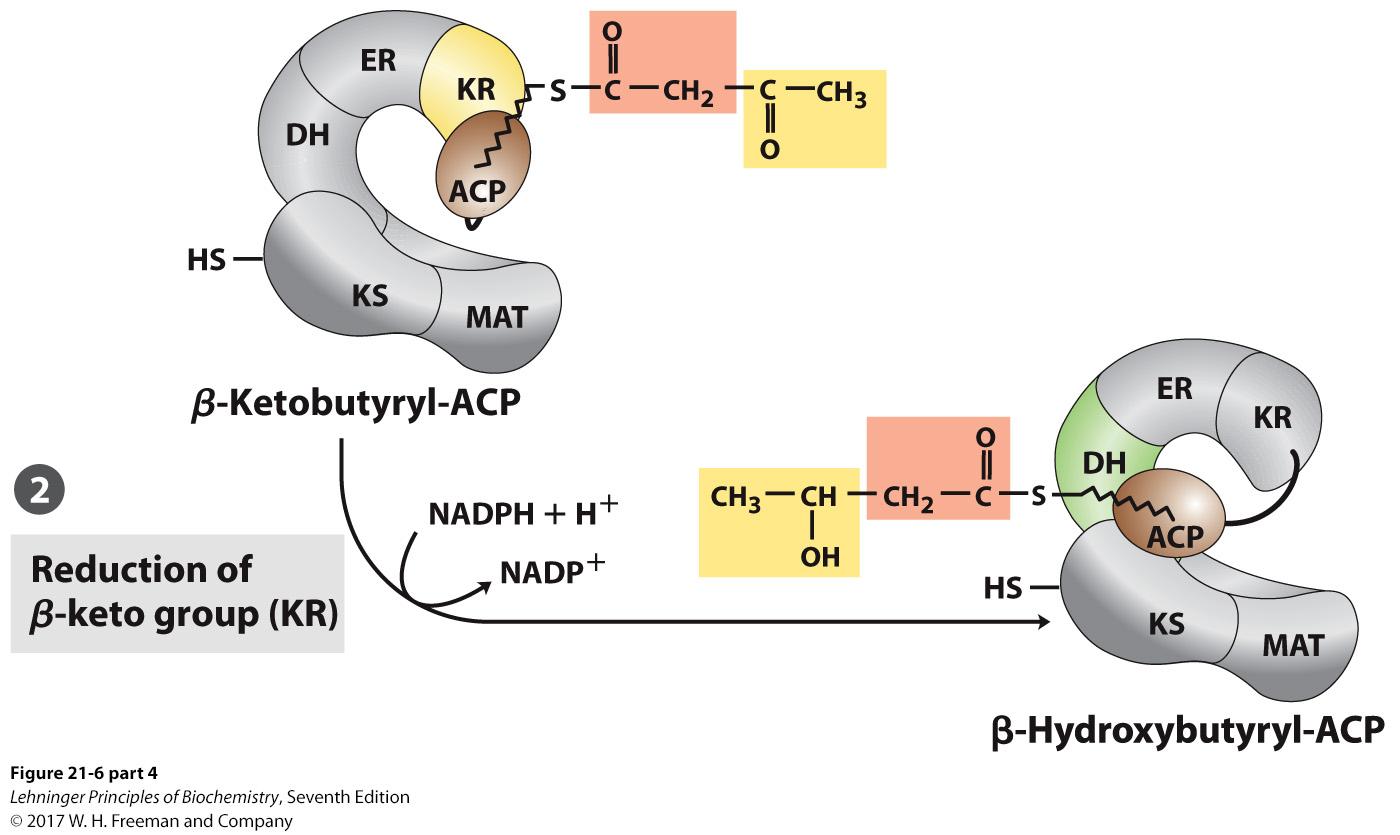 ER
KR
DH
ACP
HS
KS
MAT
S
C
O
CH2
C
O
CH3
β-Ketobutyryl-ACP
2
Reduction of
β-keto group (KR)
NADPH + H+
NADP+
CH3
CH
OH
CH2
C
O
S
ER
KR
DH
ACP
HS
KS
MAT
β-Hydroxybutyryl-ACP
Figure 21-6 part 4
Lehninger Principles of Biochemistry, Seventh Edition
© 2017 W. H. Freeman and Company